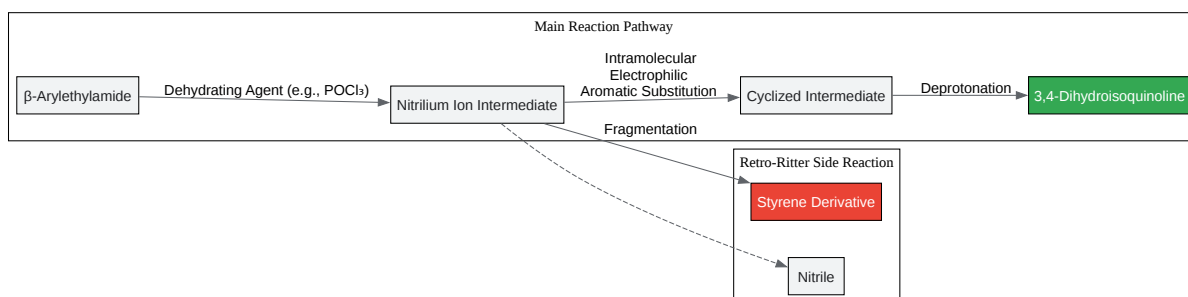 Main Reaction Pathway
β-Arylethylamide
Dehydrating Agent (e.g., POCl₃)
Nitrilium Ion Intermediate
Intramolecular
Electrophilic
Aromatic Substitution
Cyclized Intermediate
Deprotonation
3,4-Dihydroisoquinoline
Fragmentation
Retro-Ritter Side Reaction
Styrene Derivative
Nitrile